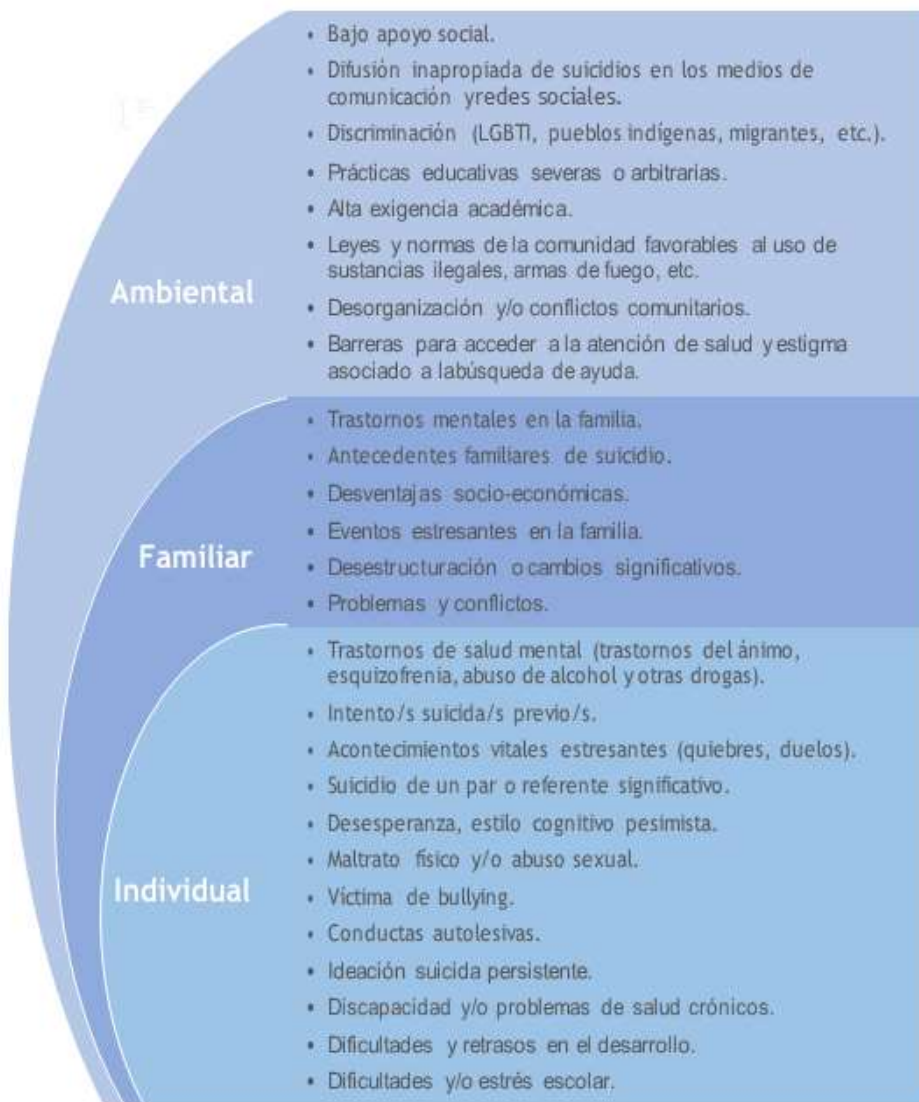 • Bajo apoyo social.
• Difusión inapropiada de suicidios en los medios de
comunicación yredes sociales.
• Discriminación (LGBTI, pueblos indígenas, migrantes, etc.).
• Prácticas educativas severas o arbitrarias.
• Alta exigencia académica.
• Leyes y normas de la comunidad favorables al uso de
sustancias ilegales, armas de fuego, etc.
Ambiental
• Desorganización y/o conflictos comunitarios.
• Barreras para acceder a la atención de salud y estigma
asociado a labúsqueda de ayuda.
• Trastornos mentales en la familia.
• Antecedentes familiares de suicidio.
• Desventajas socio-económicas.
• Eventos estresantes en la familia.
Familiar
• Desestructuración o cambios significativos.
• Problemas y conflictos.
• Trastornos de salud mental (trastornos del ánimo,
esquizofrenia, abuso de alcohol y otras drogas).
• Intento/s suicida/s previo/s.
• Acontecimientos vitales estresantes (quiebres, duelos).
• Suicidio de un par o referente significativo.
• Desesperanza, estilo cognitivo pesimista.
• Maltrato físico y/o abuso sexual.
Individual
• Víctima de bullying.
• Conductas autolesivas.
• Ideación suicida persistente.
• Discapacidad y/o problemas de salud crónicos.
• Dificultades y retrasos en el desarrollo.
• Dificultades y/o estrés escolar.